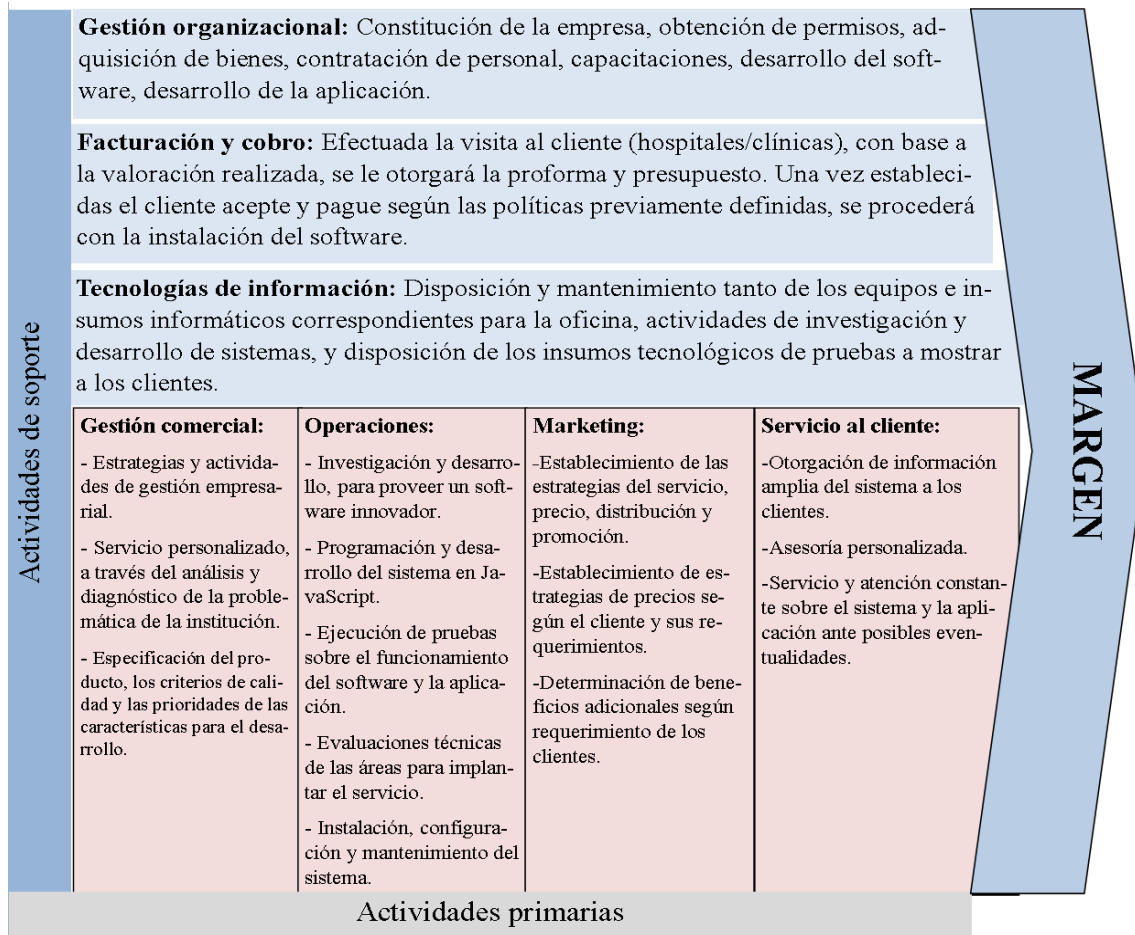 Gestión organizacional: Constitución de la empresa, obtención de permisos, ad-
quisición de bienes, contratación de personal, capacitaciones, desarrollo del soft-
ware, desarrollo de la aplicación.
Facturación y cobro: Efectuada la visita al cliente (hospitales/clínicas), con base a
la valoración realizada, se le otorgará la proforma y presupuesto. Una vez estableci-
das el cliente acepte y pague según las políticas previamente definidas, se procederá
con la instalación del software.
Tecnologías de información: Disposición y mantenimiento tanto de los equipos e in-
sumos informáticos correspondientes para la oficina, actividades de investigación y
desarrollo de sistemas, y disposición de los insumos tecnológicos de pruebas a mostrar
a los clientes.
Actividades de soporte
Gestión comercial:
- Estrategias y activida-
des de gestión empresa-
rial.
- Servicio personalizado,
a través del análisis y
diagnóstico de la proble-
mática de la institución.
- Especificación del pro-
ducto, los criterios de cali-
dad y las prioridades de las
características para el desa-
rrollo.
Operaciones:
- Investigación y desarro-
llo, para proveer un soft-
ware innovador.
- Programación y desa-
rrollo del sistema en Ja-
vaScript.
- Ejecución de pruebas
sobre el funcionamiento
del software y la aplica-
ción.
- Evaluaciones técnicas
de las áreas para implan-
tar el servicio.
- Instalación, configura-
ción y mantenimiento del
sistema.
Marketing:
-Establecimiento de las
estrategias del servicio,
precio, distribución y
promoción.
-Establecimiento de es-
trategias de precios se-
gún el cliente y sus re-
querimientos.
-Determinación de bene-
ficios adicionales según
requerimiento de los
clientes.
Servicio al cliente:
-Otorgación de información
amplia del sistema a los
clientes.
-Asesoría personalizada.
-Servicio y atención constan-
te sobre el sistema y la apli-
cación ante posibles even-
tualidades.
MARGEN
Actividades primarias